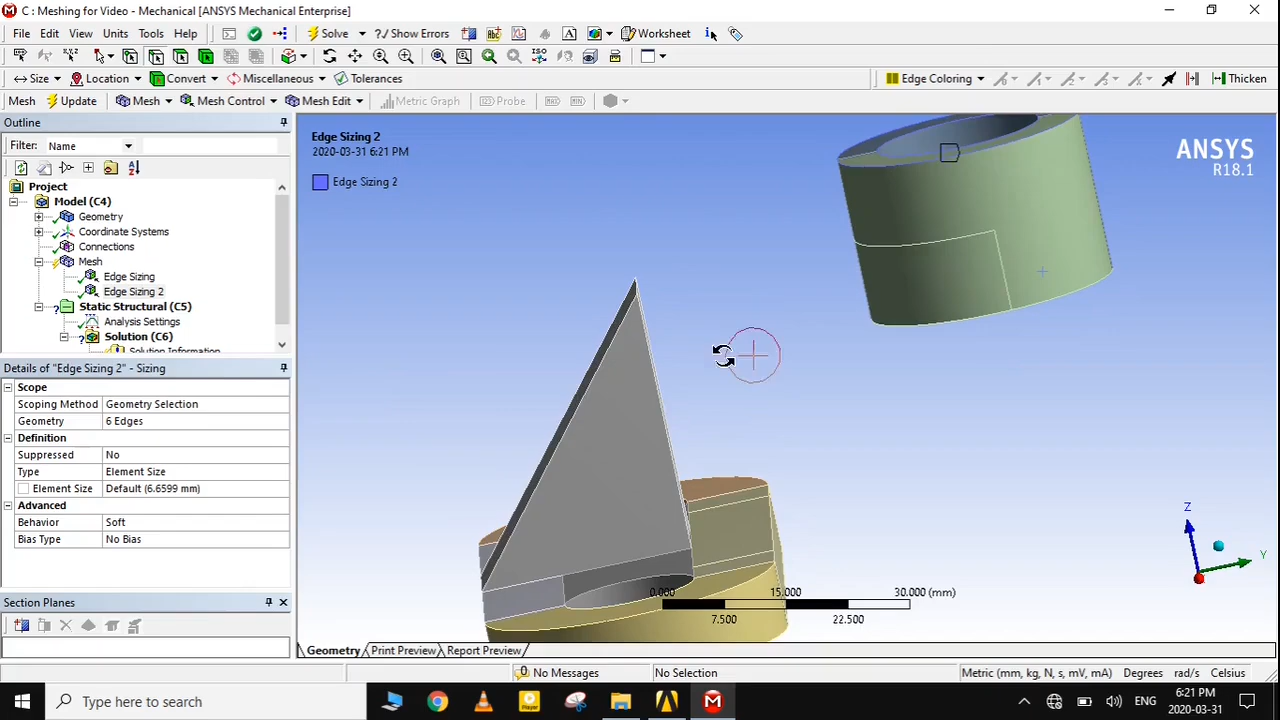 C : Meshing for Video - Mechanical [ANSYS Mechanical Enterprise]
File Edit View Units Tools Help Solve ?/ Show Errors Worksheet
Size Location Convert Miscellaneous Tolerances Edge Coloring Thicken
Mesh Update Mesh Mesh Control Mesh Edit Metric Graph Probe
Outline
Filter: Name
Project
Model (C4)
Geometry
Coordinate Systems
Connections
Mesh
Edge Sizing
Edge Sizing 2
Static Structural (C5)
Analysis Settings
Solution (C6)
Solution Information
Details of "Edge Sizing 2" - Sizing
Scope
Scoping Method Geometry Selection
Geometry 6 Edges
Definition
Suppressed No
Type Element Size
Element Size Default (6.6599 mm)
Advanced
Behavior Soft
Bias Type No Bias
Section Planes
Edge Sizing 2
2020-03-31 6:21 PM
Edge Sizing 2
ANSYS
R18.1
Z
Y
0.000 15.000 30.000 (mm)
7.500 22.500
Geometry Print Preview Report Preview
0 No Messages No Selection Metric (mm, kg, N, s, mV, mA) Degrees rad/s Celsius
Type here to search
Player
ENG
6:21 PM
2020-03-31